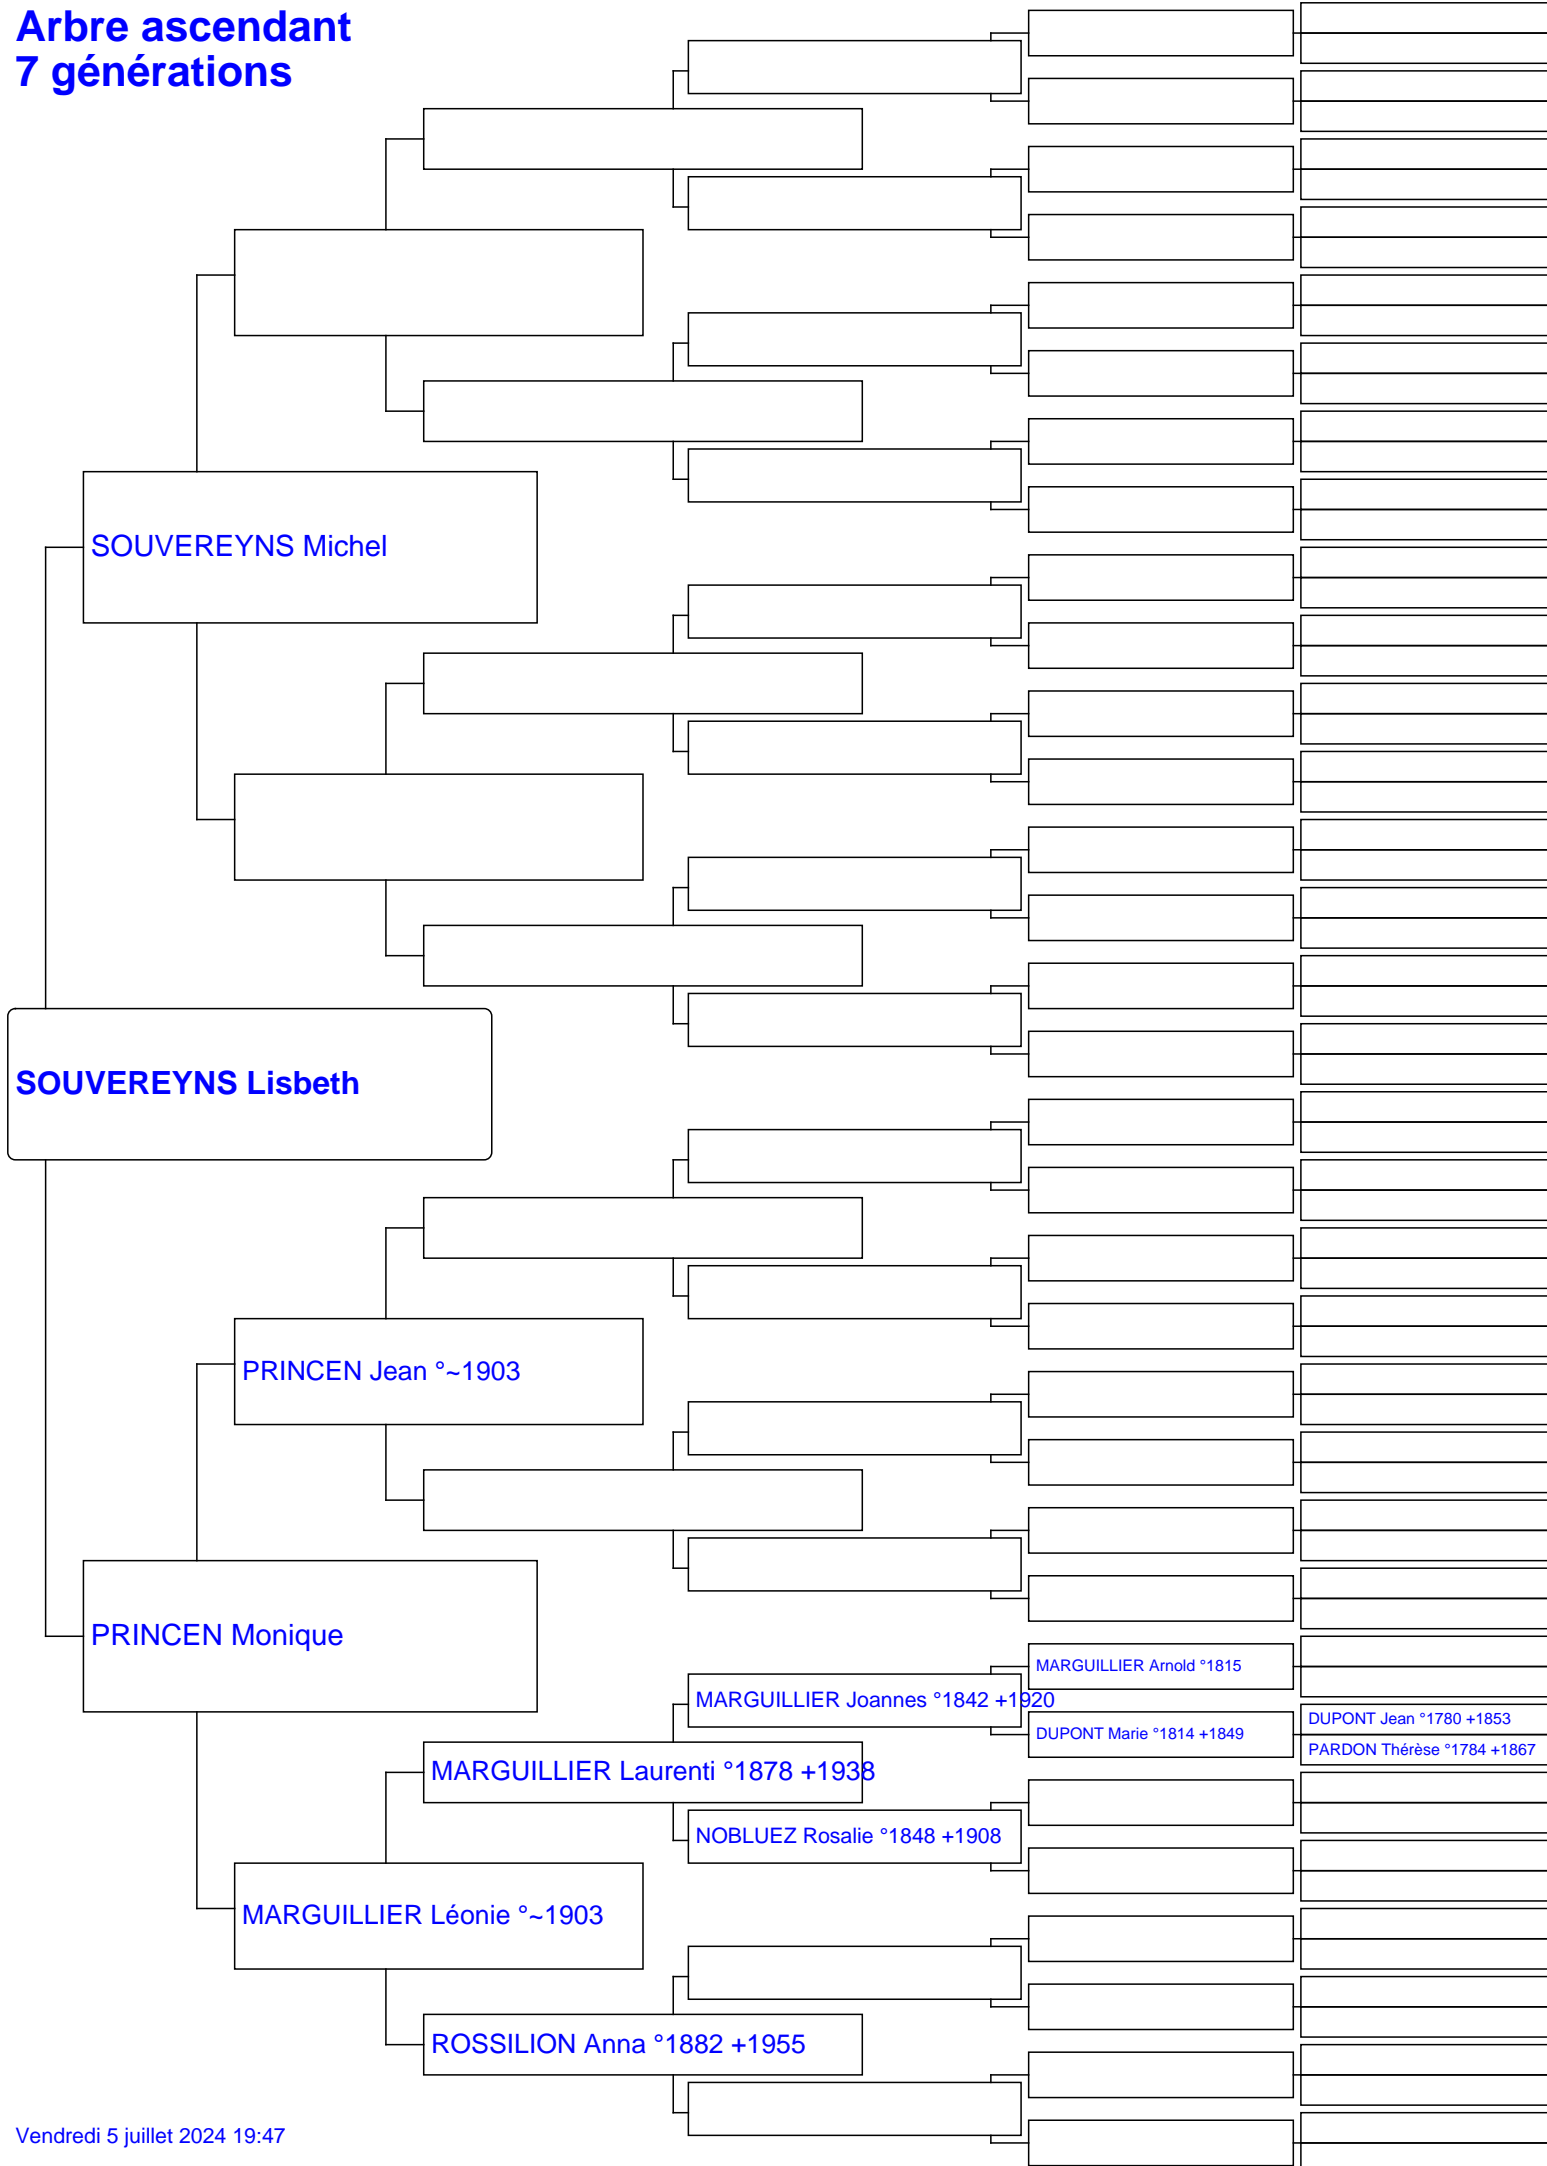 Arbre ascendant
7 générations
SOUVEREYNS Michel
SOUVEREYNS Lisbeth
PRINCEN Jean °~1903
PRINCEN Monique
MARGUILLIER Arnold °1815
MARGUILLIER Joannes °1842 +1920
DUPONT Jean °1780 +1853
DUPONT Marie °1814 +1849
PARDON Thérèse °1784 +1867
MARGUILLIER Laurenti °1878 +1938
NOBLUEZ Rosalie °1848 +1908
MARGUILLIER Léonie °~1903
ROSSILION Anna °1882 +1955
Vendredi 5 juillet 2024 19:47